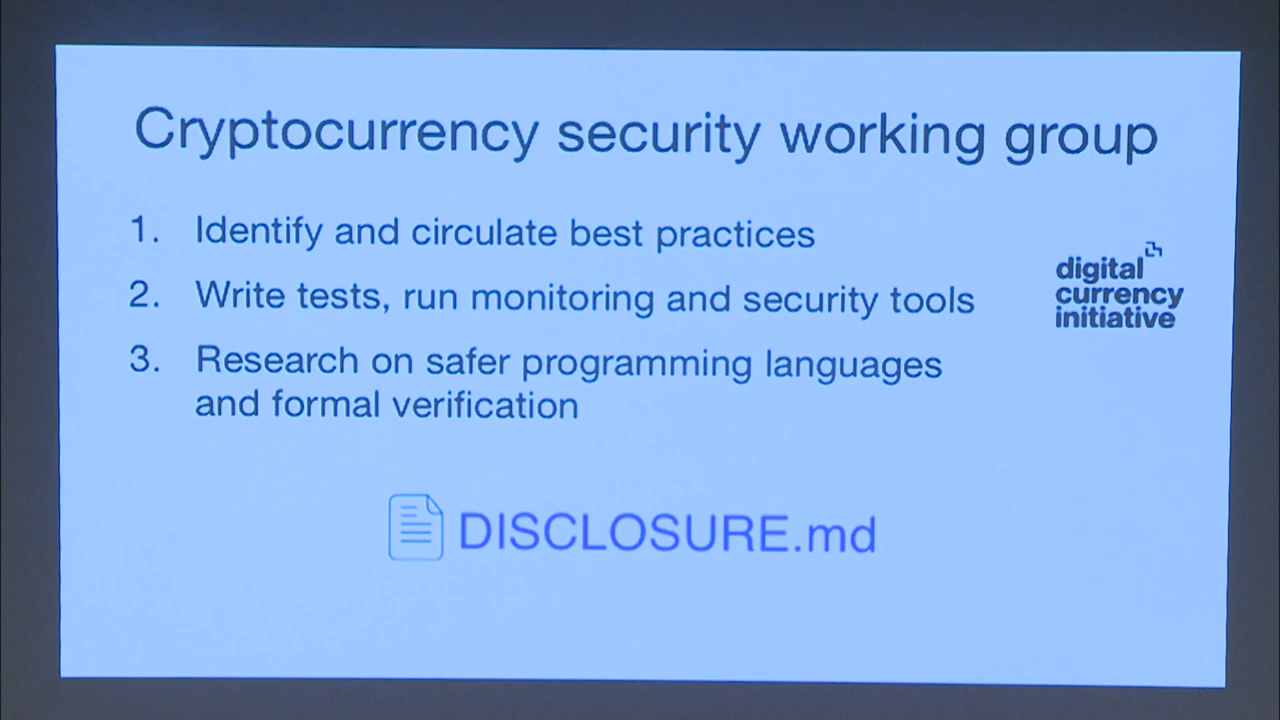 Cryptocurrency security working group
1. Identify and circulate best practices
2. Write tests, run monitoring and security tools
3. Research on safer programming languages
and formal verification
digital
currency
initiative
DISCLOSURE.md